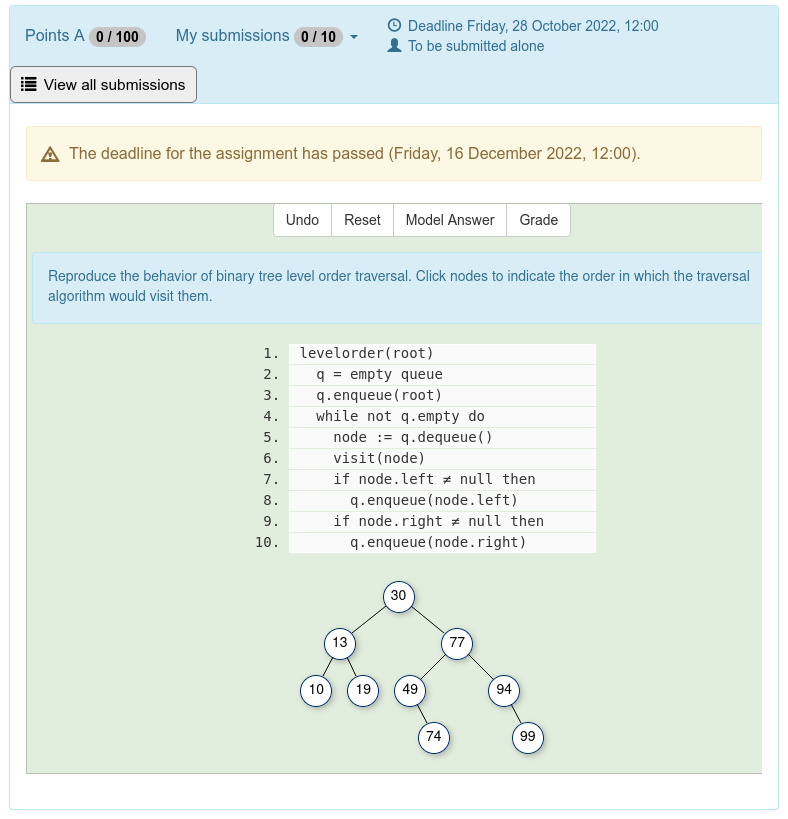 Points A 0 / 100 My submissions 0 / 10
Deadline Friday, 28 October 2022, 12:00
To be submitted alone
View all submissions
The deadline for the assignment has passed (Friday, 16 December 2022, 12:00).
Undo Reset Model Answer Grade
Reproduce the behavior of binary tree level order traversal. Click nodes to indicate the order in which the traversal
algorithm would visit them.
1. levelorder(root)
2. q = empty queue
3. q.enqueue(root)
4. while not q.empty do
5. node := q.dequeue()
6. visit(node)
7. if node.left ≠ null then
8. q.enqueue(node.left)
9. if node.right ≠ null then
10. q.enqueue(node.right)
30
13 77
10 19 49 94
74 99